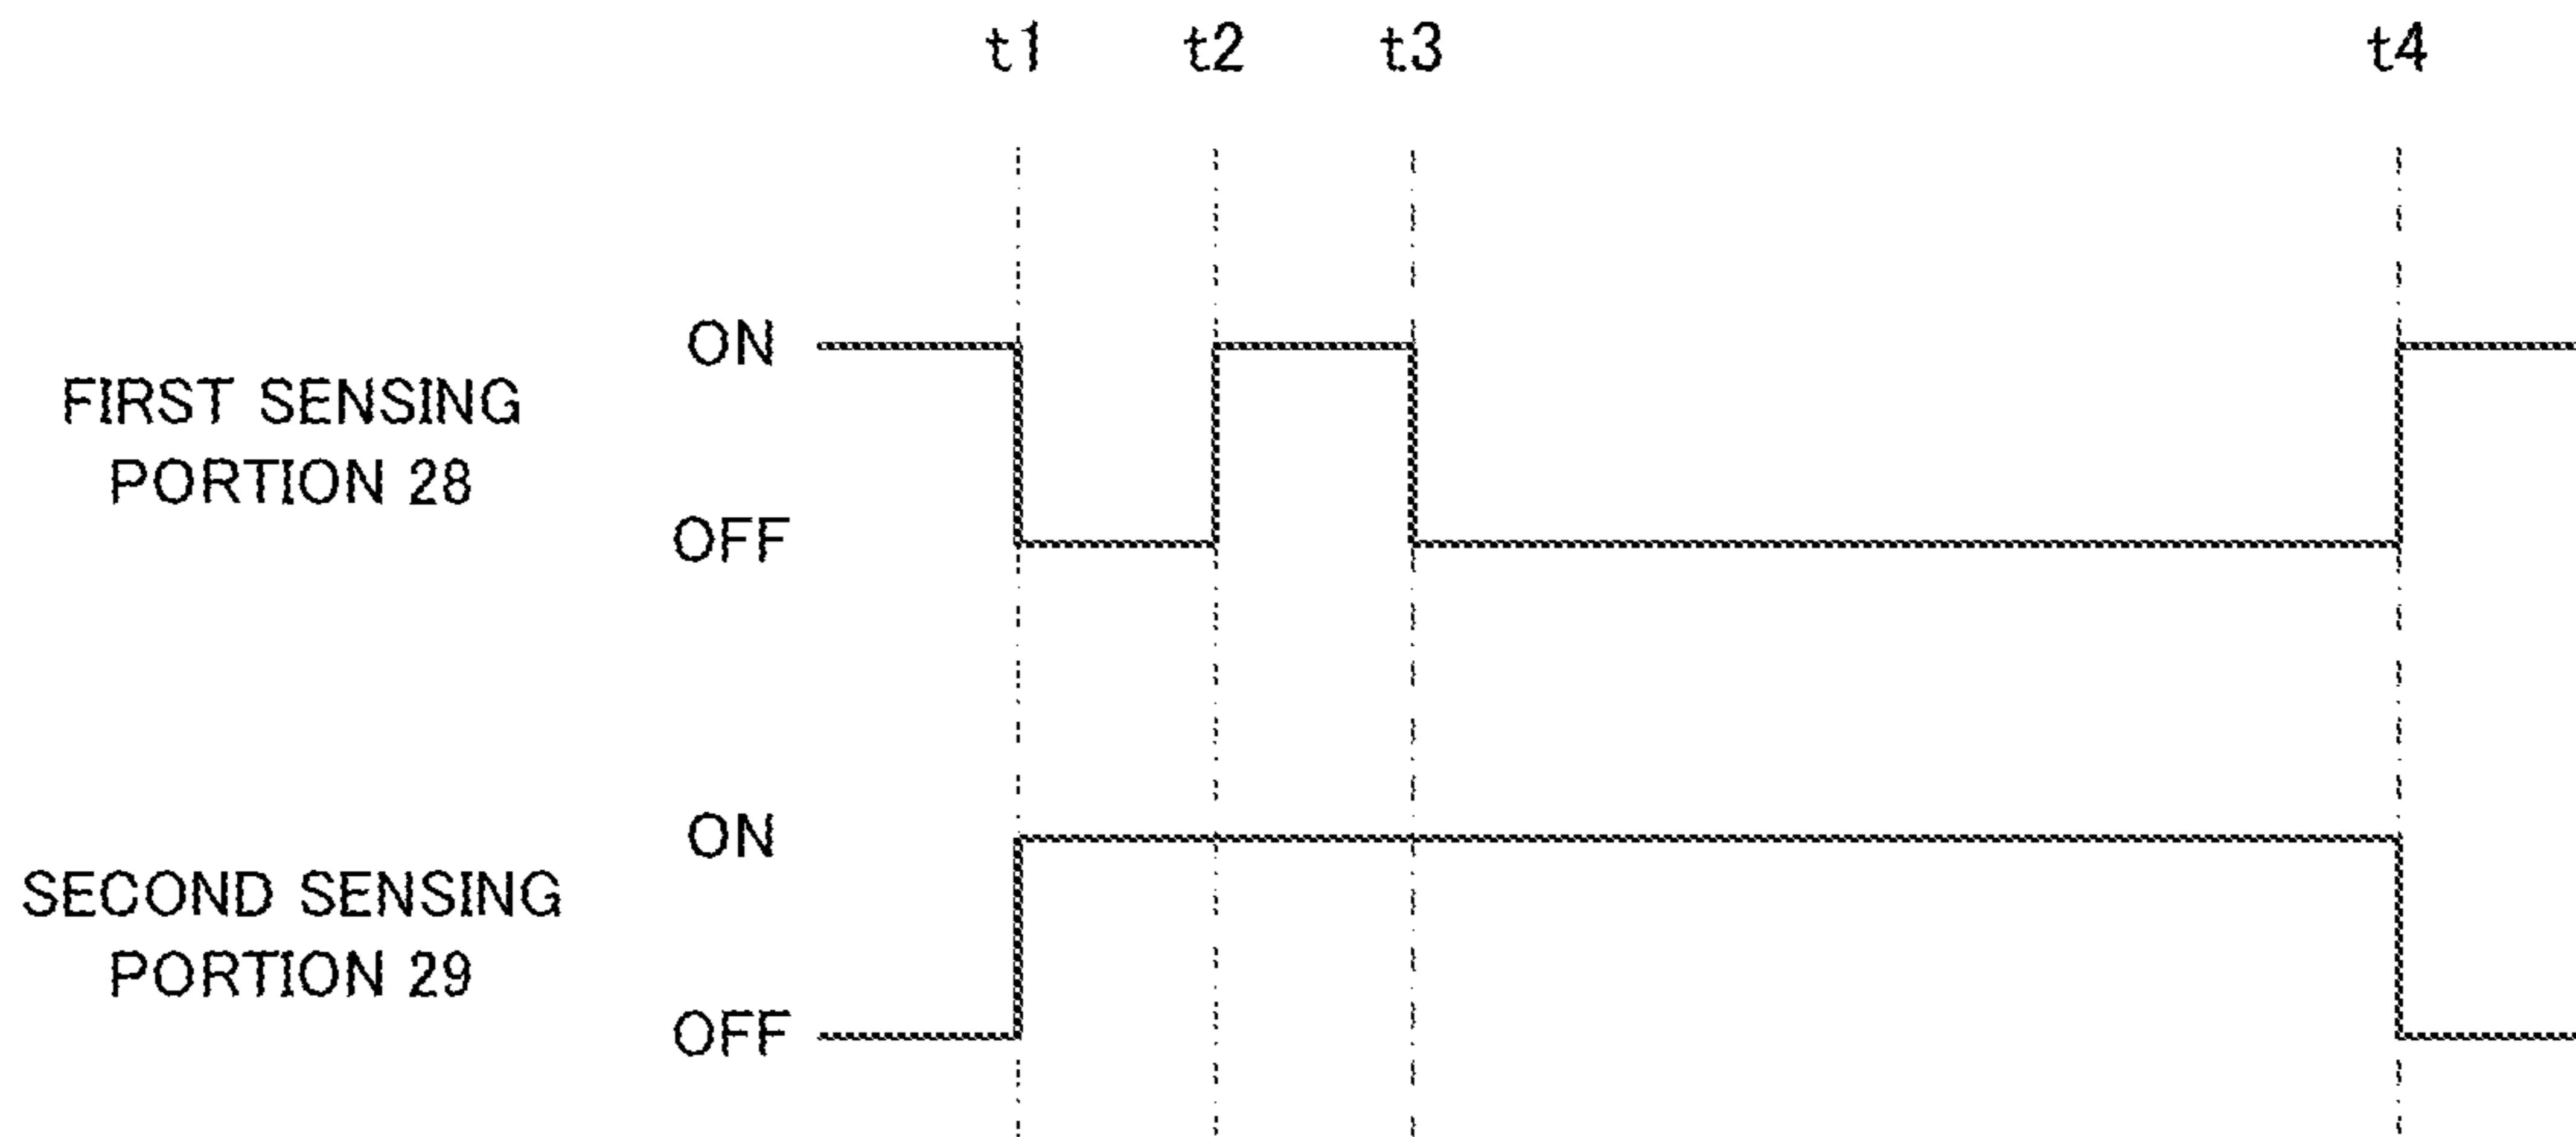 t1 t2 t3 t4
ON
FIRST SENSING
PORTION 28
OFF
ON
SECOND SENSING
PORTION 29
OFF